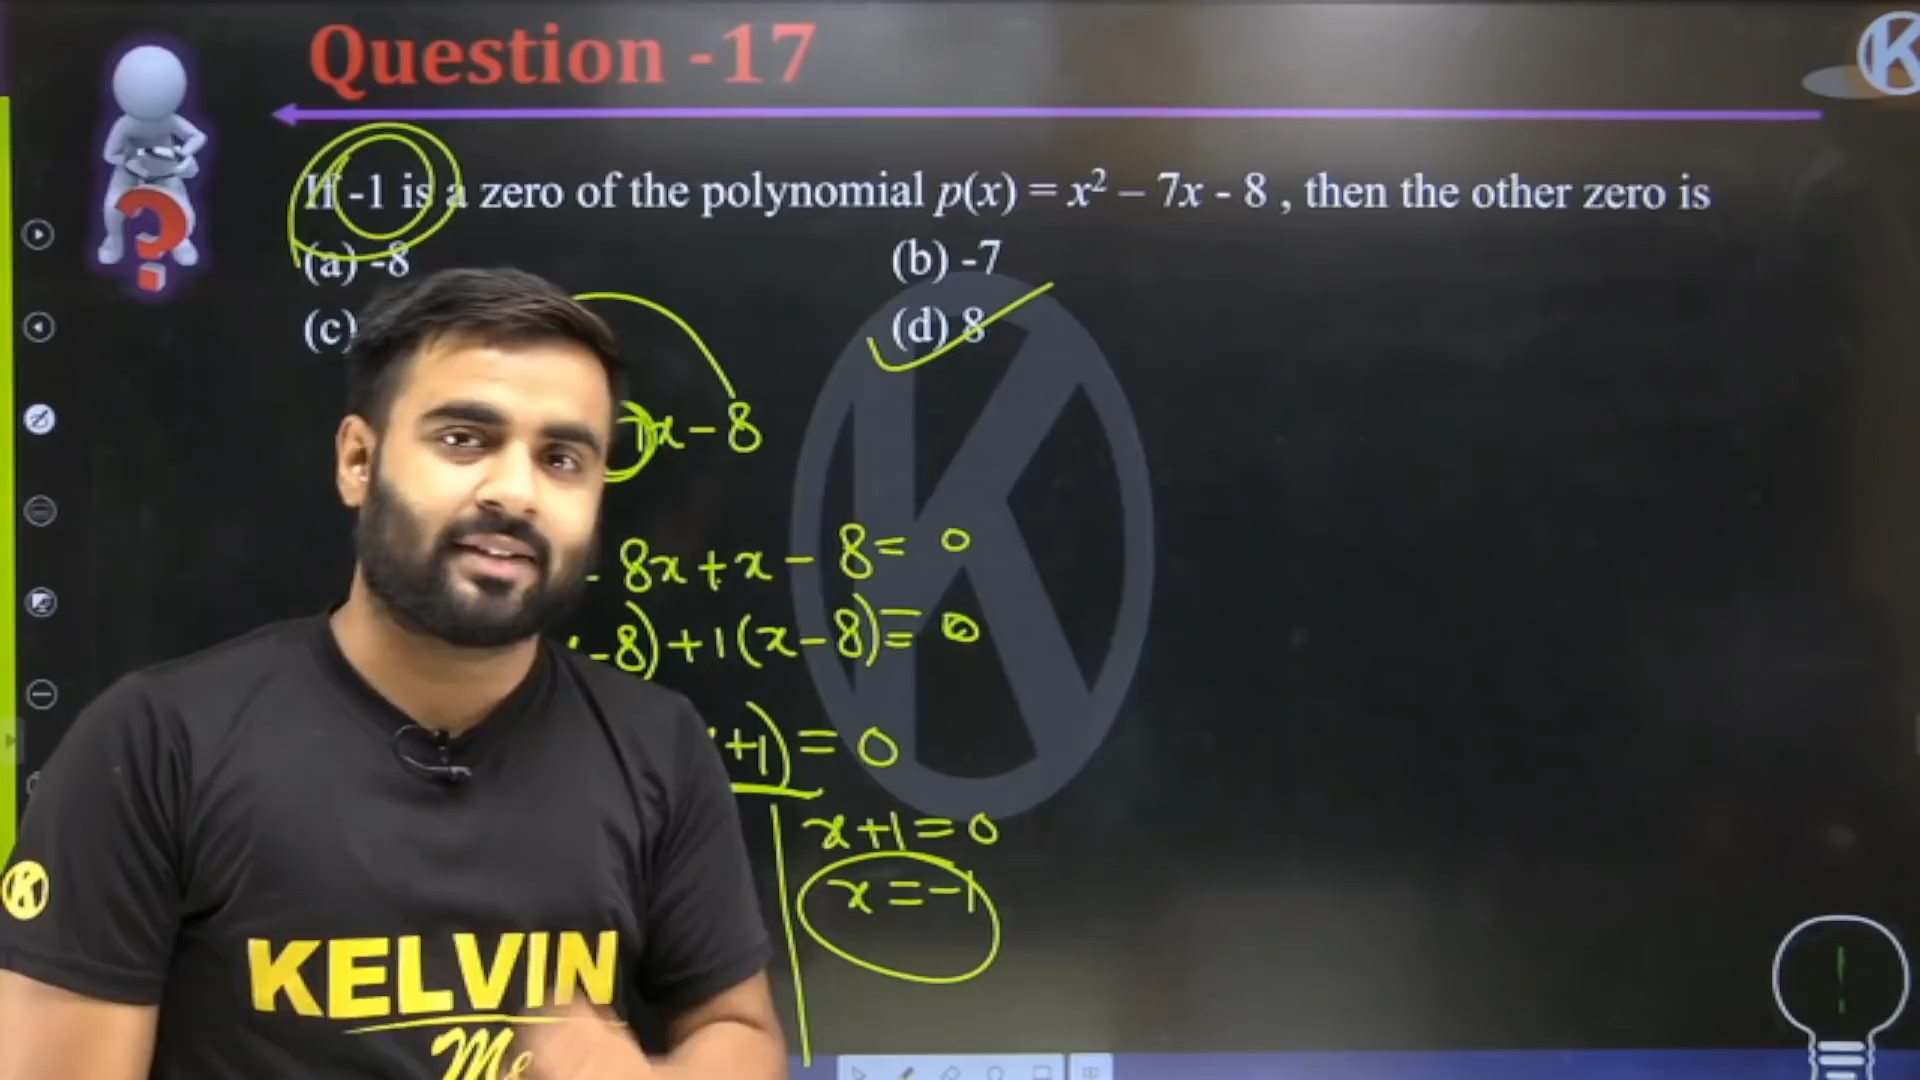 Question -17
If -1 is a zero of the polynomial p(x) = x² – 7x - 8 , then the other zero is
(a) -8
(b) -7
(c)
(d) 8
7x - 8
- 8x + x - 8 = 0
-8) + 1(x - 8) = 0
+1) = 0
x + 1 = 0
x = -1
K
KELVIN
K